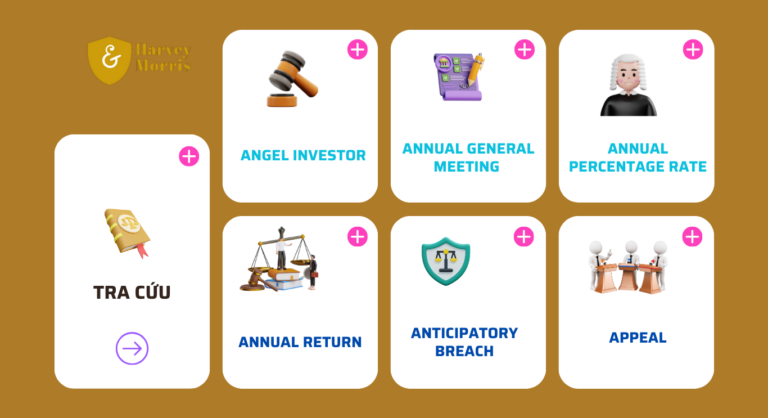 &
Harvey
Morris
TRA CỨU
ANGEL INVESTOR
ANNUAL GENERAL
MEETING
ANNUAL
PERCENTAGE RATE
ANNUAL RETURN
ANTICIPATORY
BREACH
APPEAL